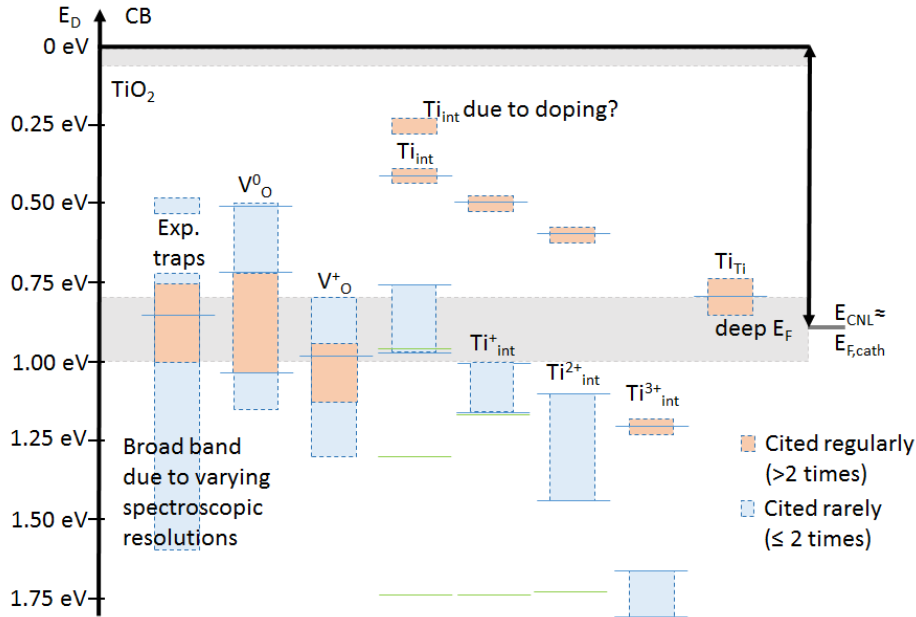 E_D CB
0 eV
TiO₂
0.25 eV
Ti_int due to doping?
Ti_int
0.50 eV
V⁰_O
Exp.
traps
0.75 eV
V⁺_O
Ti_Ti
deep E_F
E_CNL≈
E_F,cath
1.00 eV
Ti⁺_int
Ti²⁺_int
Ti³⁺_int
1.25 eV
Broad band
due to varying
spectroscopic
resolutions
1.50 eV
1.75 eV
Cited regularly
(>2 times)
Cited rarely
(≤ 2 times)